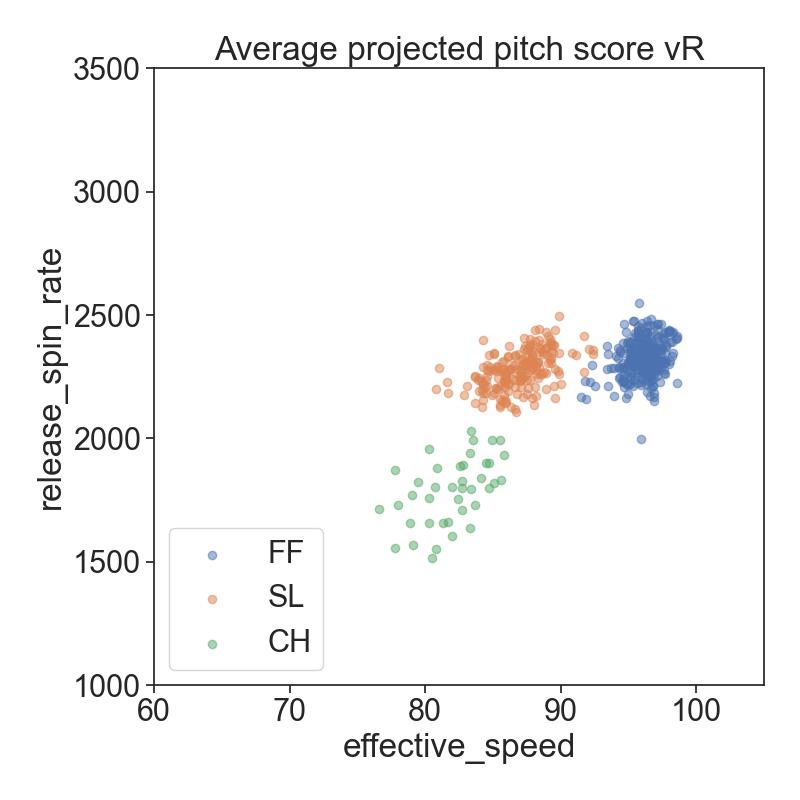 Average projected pitch score vR
3500
3000
2500
2000
1500
1000
release_spin_rate
FF
SL
CH
60 70 80 90 100
effective_speed